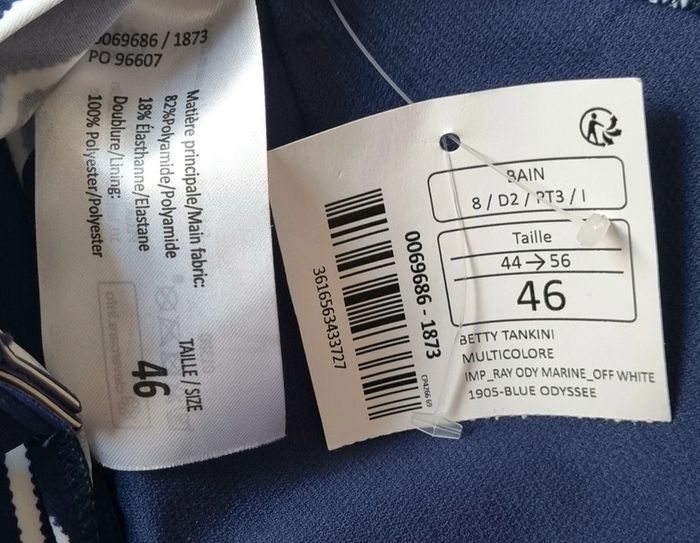 0069686 / 1873
PO 96607
Matière principale/Main fabric:
82%Polyamide/Polyamide
18% Élasthanne/Elastane
Doublure/Lining:
100% Polyester/Polyester
TAILLE / SIZE
46
BAIN
8 / D2 / PT3 / I
Taille
44→56
46
BETTY TANKINI
MULTICOLORE
IMP_RAY ODY MARINE_OFF WHITE
1905-BLUE ODYSSEE
0069686 - 1873
3616563433727